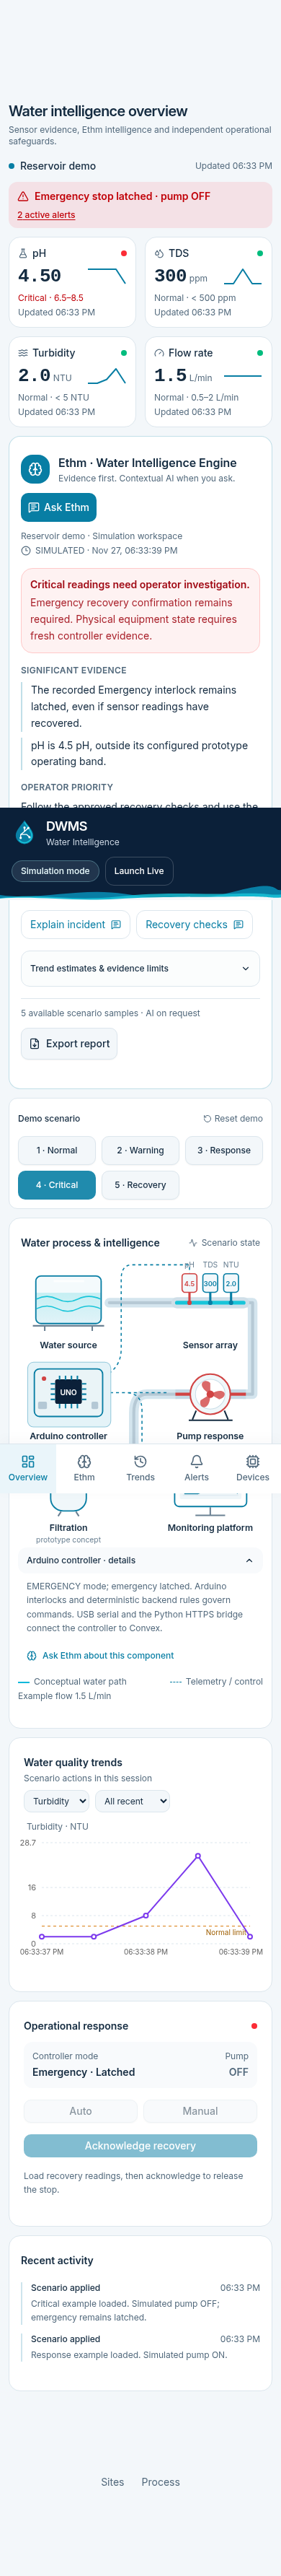 Water intelligence overview
Sensor evidence, Ethm intelligence and independent operational
safeguards.
Reservoir demo
Updated 06:33 PM
Emergency stop latched · pump OFF
2 active alerts
pH
4.50
Critical · 6.5–8.5
Updated 06:33 PM
TDS
300 ppm
Normal · < 500 ppm
Updated 06:33 PM
Turbidity
2.0 NTU
Normal · < 5 NTU
Updated 06:33 PM
Flow rate
1.5 L/min
Normal · 0.5–2 L/min
Updated 06:33 PM
Ethm · Water Intelligence Engine
Evidence first. Contextual AI when you ask.
Ask Ethm
Reservoir demo · Simulation workspace
SIMULATED · Nov 27, 06:33:39 PM
Critical readings need operator investigation.
Emergency recovery confirmation remains
required. Physical equipment state requires
fresh controller evidence.
SIGNIFICANT EVIDENCE
The recorded Emergency interlock remains
latched, even if sensor readings have
recovered.
pH is 4.5 pH, outside its configured prototype
operating band.
OPERATOR PRIORITY
Follow the approved recovery checks and use the
DWMS
Water Intelligence
Simulation mode
Launch Live
Explain incident
Recovery checks
Trend estimates & evidence limits
5 available scenario samples · AI on request
Export report
Demo scenario
Reset demo
1 · Normal
2 · Warning
3 · Response
4 · Critical
5 · Recovery
Water process & intelligence
Scenario state
pH TDS NTU
4.5 300 2.0
Water source
Sensor array
UNO
Arduino controller
Pump response
Overview
Ethm
Trends
Alerts
Devices
Filtration
prototype concept
Monitoring platform
Arduino controller · details
EMERGENCY mode; emergency latched. Arduino
interlocks and deterministic backend rules govern
commands. USB serial and the Python HTTPS bridge
connect the controller to Convex.
Ask Ethm about this component
Conceptual water path
Telemetry / control
Example flow 1.5 L/min
Water quality trends
Scenario actions in this session
Turbidity
All recent
Turbidity · NTU
28.7
16
8
0
Normal limit
06:33:37 PM
06:33:38 PM
06:33:39 PM
Operational response
Controller mode
Pump
Emergency · Latched
OFF
Auto
Manual
Acknowledge recovery
Load recovery readings, then acknowledge to release
the stop.
Recent activity
Scenario applied
06:33 PM
Critical example loaded. Simulated pump OFF;
emergency remains latched.
Scenario applied
06:33 PM
Response example loaded. Simulated pump ON.
Sites
Process